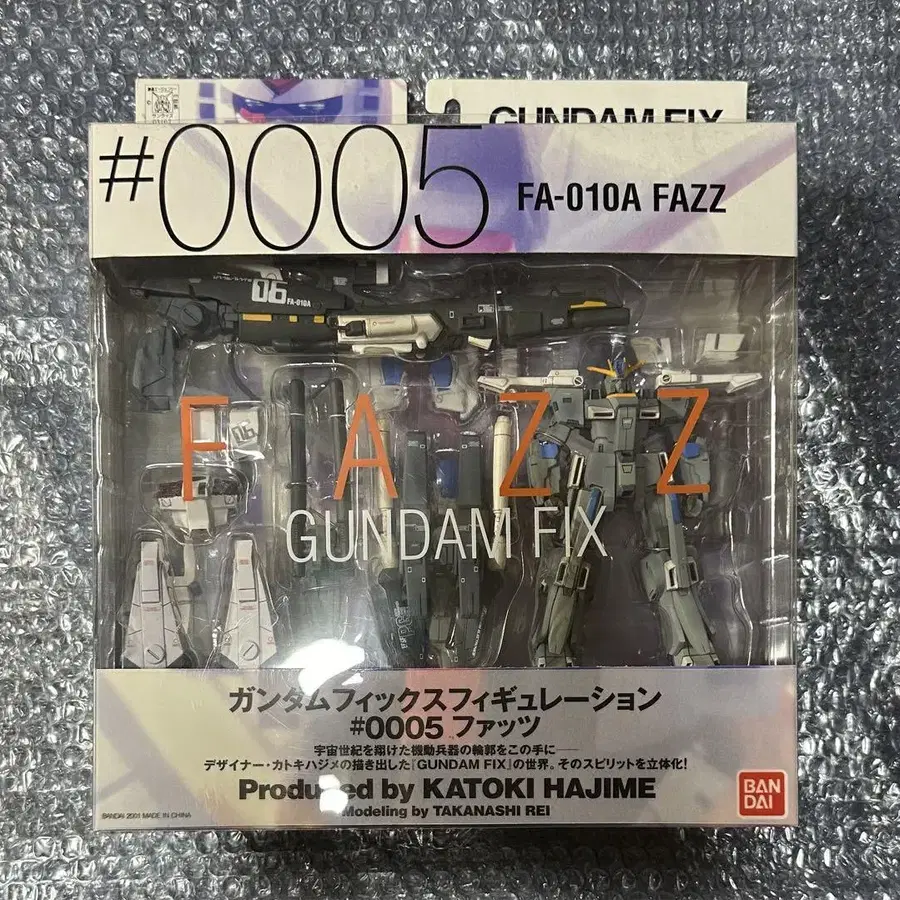 GUNDAM FIX
#0005
FA-010A FAZZ
06
FA-010A
06
FAZZ
GUNDAM FIX
ガンダムフィックスフィギュレーション
#0005 ファッツ
宇宙世紀を翔けた機動兵器の輪郭をこの手に――
デザイナー・カトキハジメの描き出した『GUNDAM FIX』の世界。そのスピリットを立体化!
Produced by KATOKI HAJIME
Modeling by TAKANASHI REI
BANDAI 2001 MADE IN CHINA
BAN
DAI